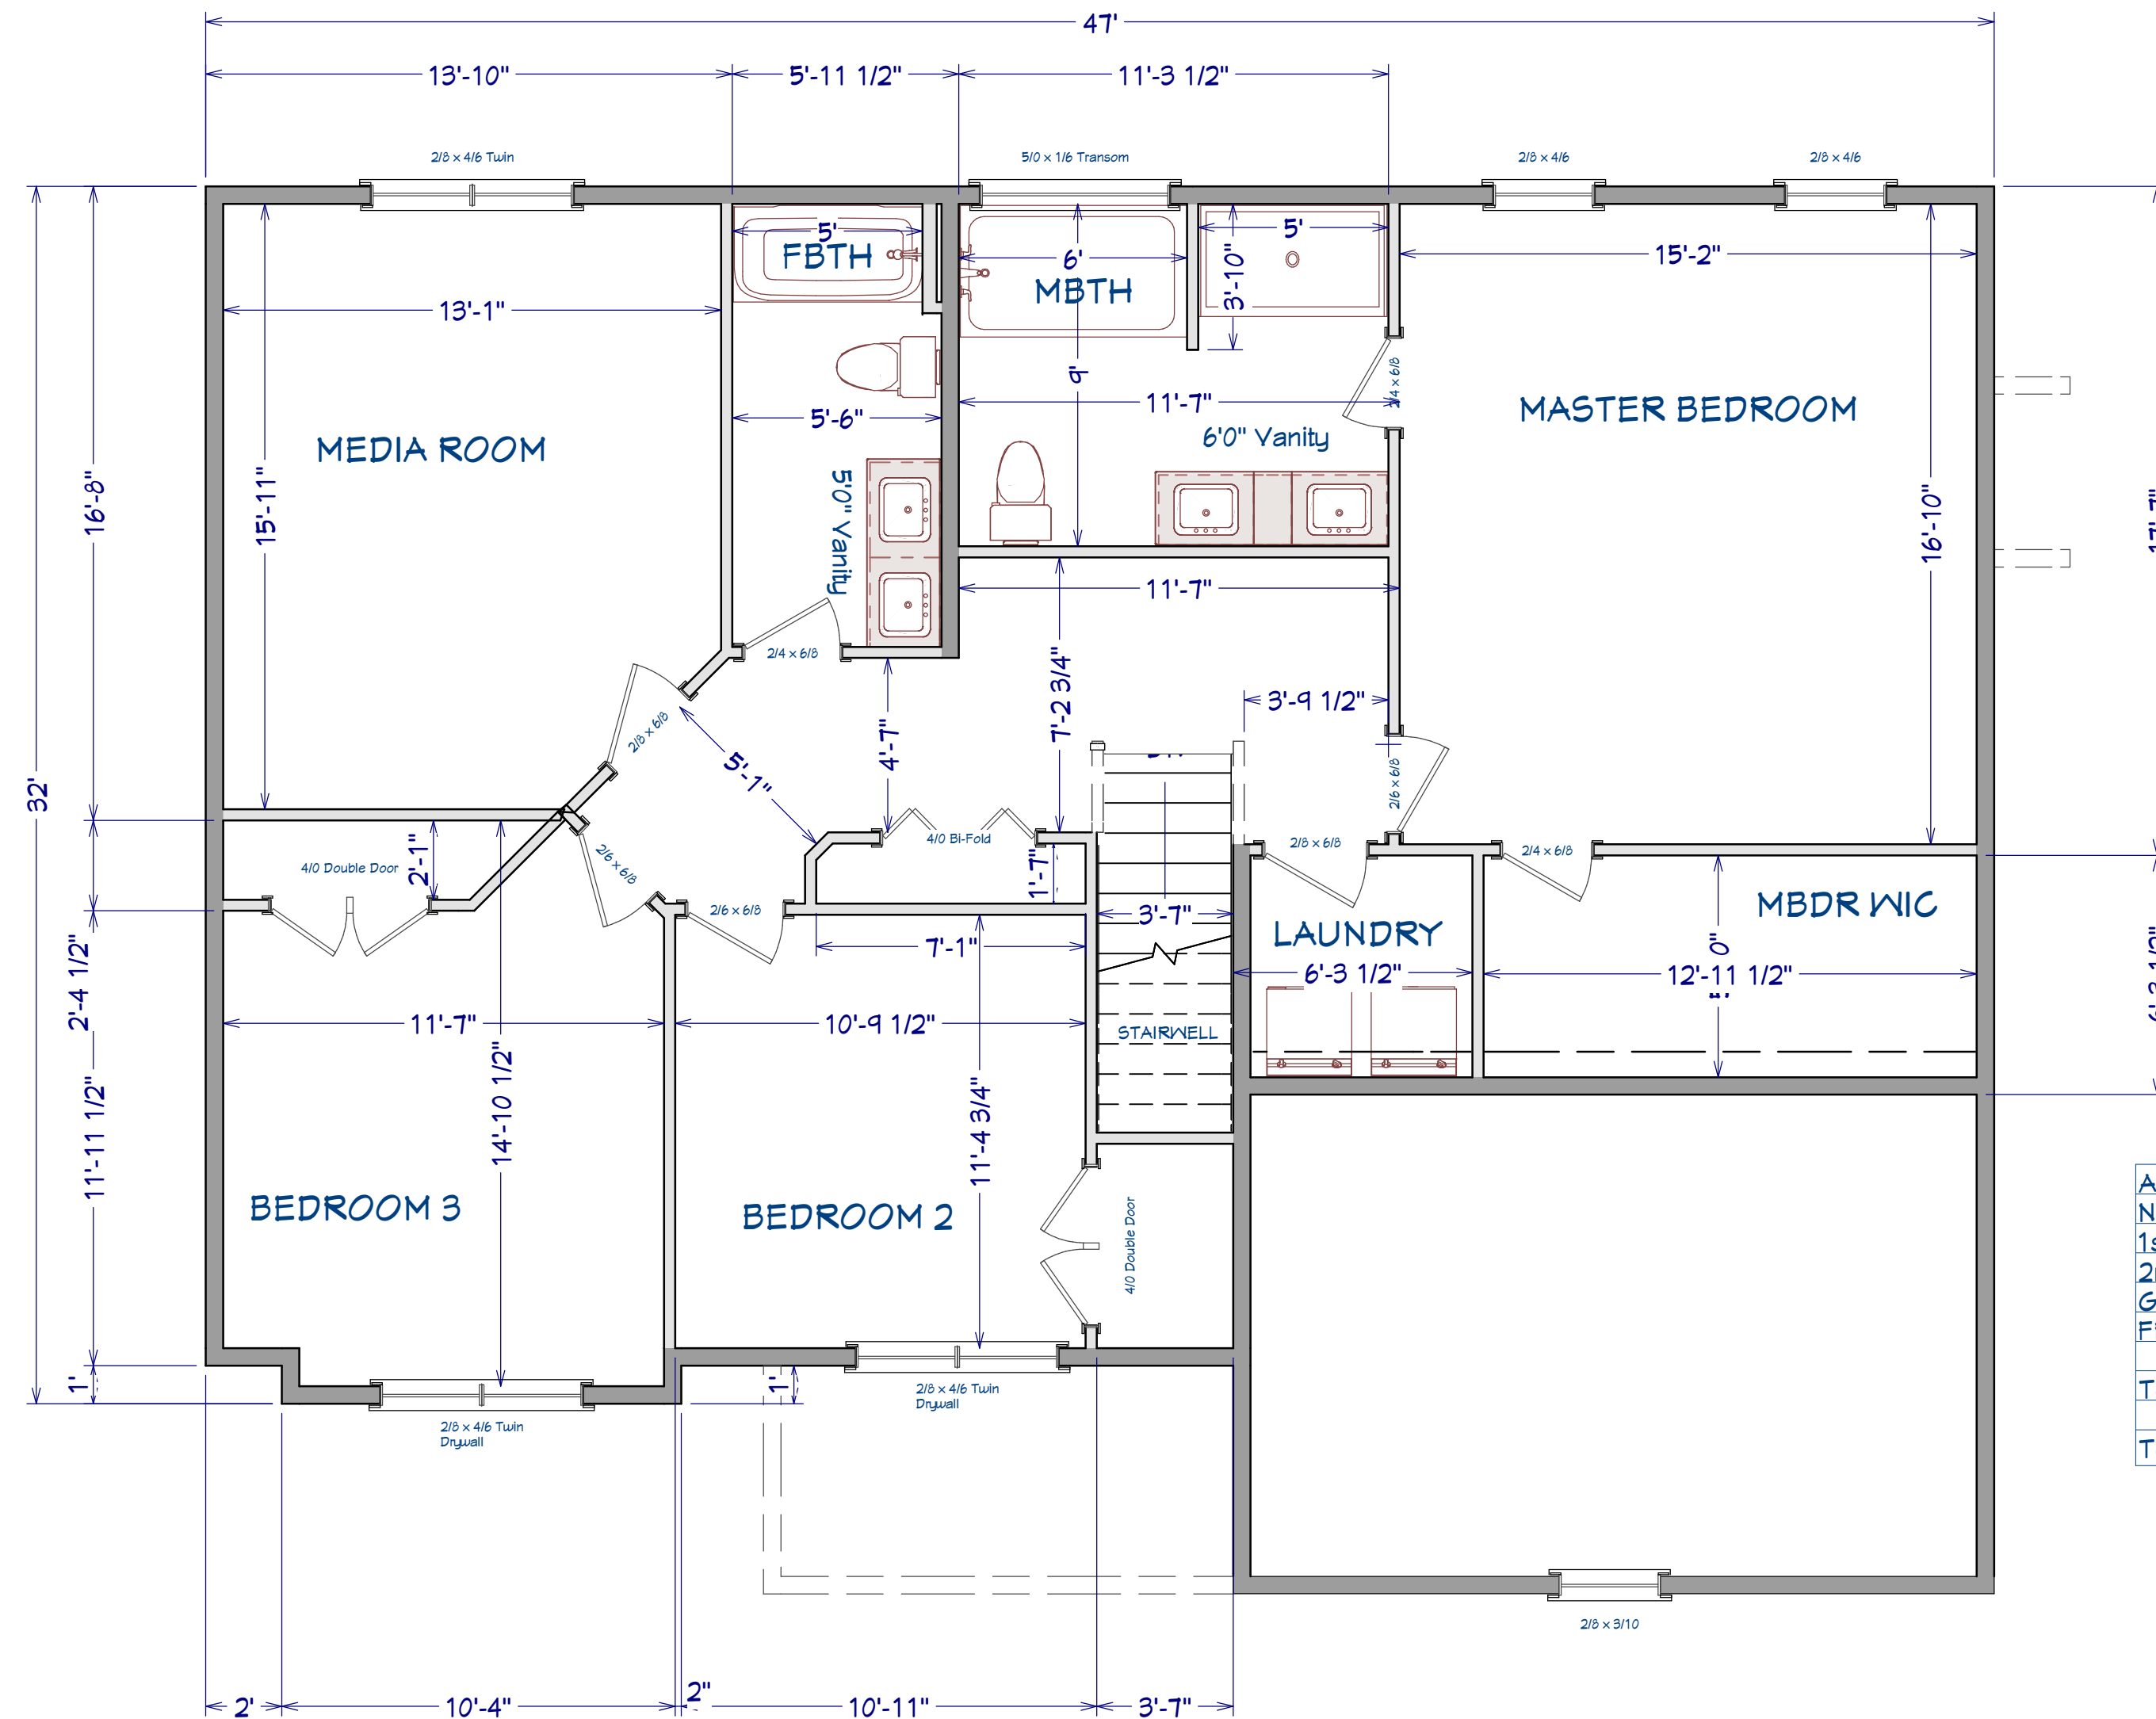 47'
13'-10"
5'-11 1/2"
11'-3 1/2"
2/8 x 4/6 Twin
5/0 x 1/6 Transom
2/8 x 4/6
2/8 x 4/6
5'
FBTH
6'
MBTH
5'
3'-10"
15'-2"
13'-1"
9'
2/4 x 6/8
11'-7"
5'-6"
6'0" Vanity
MASTER BEDROOM
MEDIA ROOM
16'-8"
15'-11"
5'0" Vanity
16'-10"
11'-7"
2/4 x 6/8
7'-2 3/4"
3'-9 1/2"
2/8 x 6/8
4'-7"
5'-1"
2/6 x 6/8
32'
4/0 Bi-Fold
2/8 x 6/8
2/4 x 6/8
4/0 Double Door
2'-1"
2/6 x 6/8
1'-7"
2/6 x 6/8
3'-7"
MBDR WIC
LAUNDRY
7'-1"
6'-3 1/2"
12'-11 1/2"
2'-4 1/2"
11'-7"
10'-9 1/2"
STAIRWELL
14'-10 1/2"
11'-4 3/4"
11'-11 1/2"
BEDROOM 3
BEDROOM 2
4/0 Double Door
1'
1'
2/8 x 4/6 Twin
Drywall
2/8 x 4/6 Twin
Drywall
2/8 x 3/10
2'
10'-4"
2"
10'-11"
3'-7"